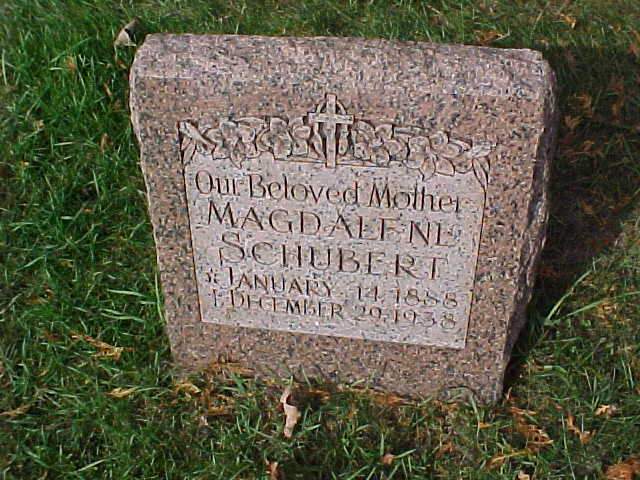 Our Beloved Mother
MAGDALENE
SCHUBERT
* JANUARY 14, 1888
† DECEMBER 29, 1938